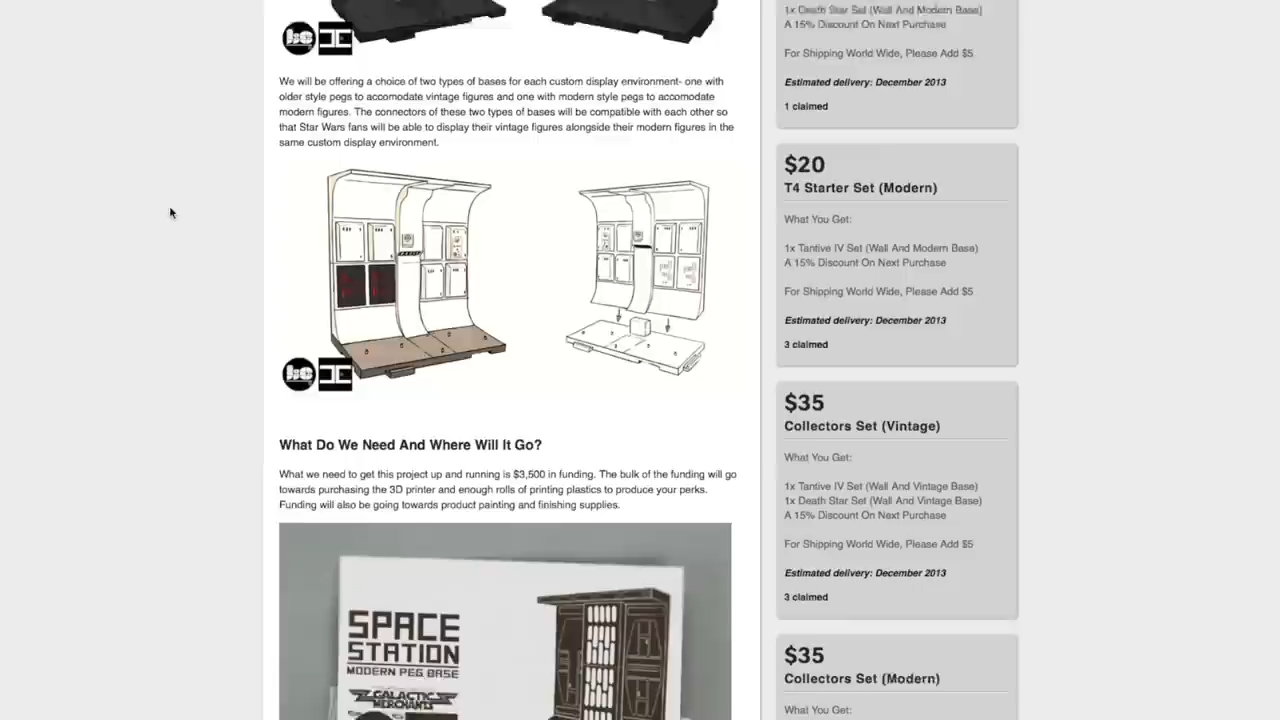 We will be offering a choice of two types of bases for each custom display environment- one with
older style pegs to accomodate vintage figures and one with modern style pegs to accomodate
modern figures. The connectors of these two types of bases will be compatible with each other so
that Star Wars fans will be able to display their vintage figures alongside their modern figures in the
same custom display environment.
What Do We Need And Where Will It Go?
What we need to get this project up and running is $3,500 in funding. The bulk of the funding will go
towards purchasing the 3D printer and enough rolls of printing plastics to produce your perks.
Funding will also be going towards product painting and finishing supplies.
SPACE
STATION
MODERN PEG BASE
GALACTIC
MERCHANTS
1x Death Star Set (Wall And Modern Base)
A 15% Discount On Next Purchase
For Shipping World Wide, Please Add $5
Estimated delivery: December 2013
1 claimed
$20
T4 Starter Set (Modern)
What You Get:
1x Tantive IV Set (Wall And Modern Base)
A 15% Discount On Next Purchase
For Shipping World Wide, Please Add $5
Estimated delivery: December 2013
3 claimed
$35
Collectors Set (Vintage)
What You Get:
1x Tantive IV Set (Wall And Vintage Base)
1x Death Star Set (Wall And Vintage Base)
A 15% Discount On Next Purchase
For Shipping World Wide, Please Add $5
Estimated delivery: December 2013
3 claimed
$35
Collectors Set (Modern)
What You Get: